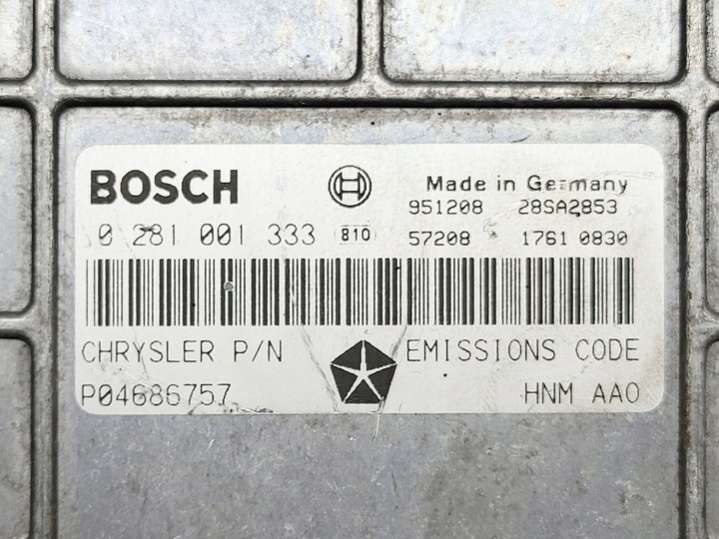 BOSCH
Made in Germany
951208 28SA2853
0 281 001 333 810 57208 1761 0830
CHRYSLER P/N EMISSIONS CODE
P04686757 HNM AAO